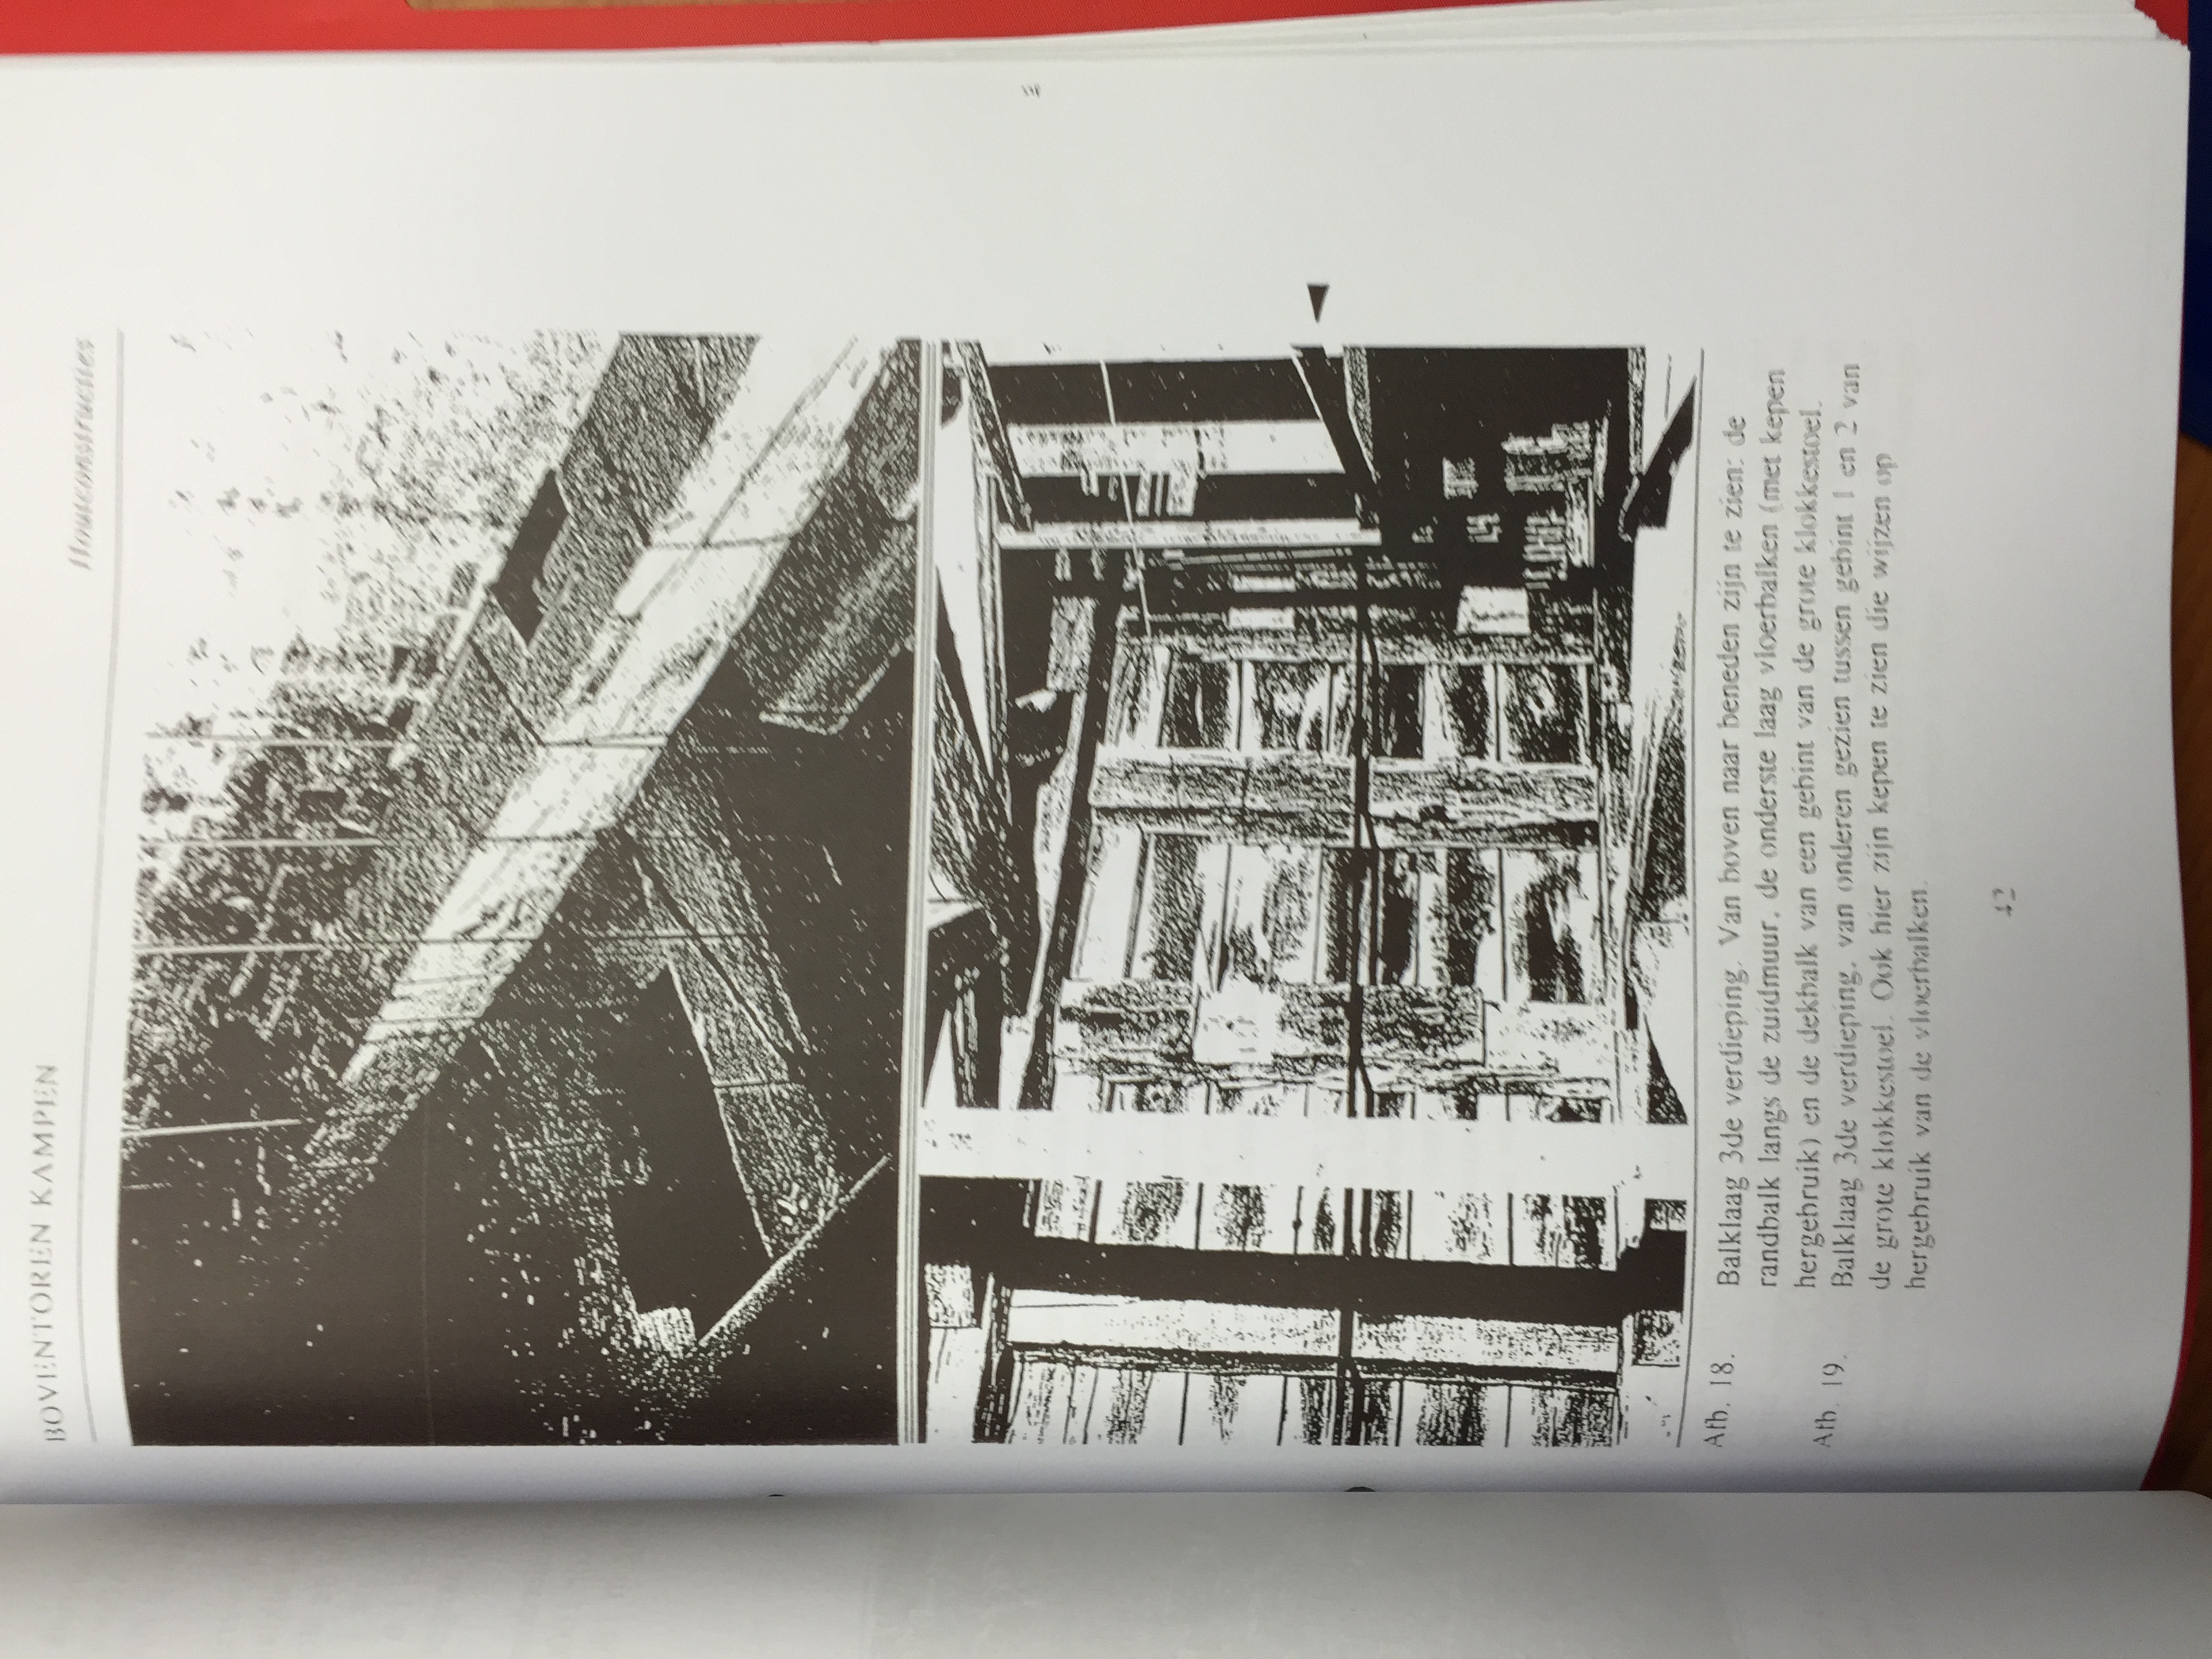 BOVENTOREN KAMPEN
Houtconstructies
Afb. 18. Balklaag 3de verdieping. Van boven naar beneden zijn te zien: de
randbalk langs de zuidmuur, de onderste laag vloerbalken (met kepen
hergebruik) en de dekbalk van een gebint van de grote klokkestoel.
Afb. 19. Balklaag 3de verdieping, van onderen gezien tussen gebint 1 en 2 van
de grote klokkestoel. Ook hier zijn kepen te zien die wijzen op
hergebruik van de vloerbalken.
42